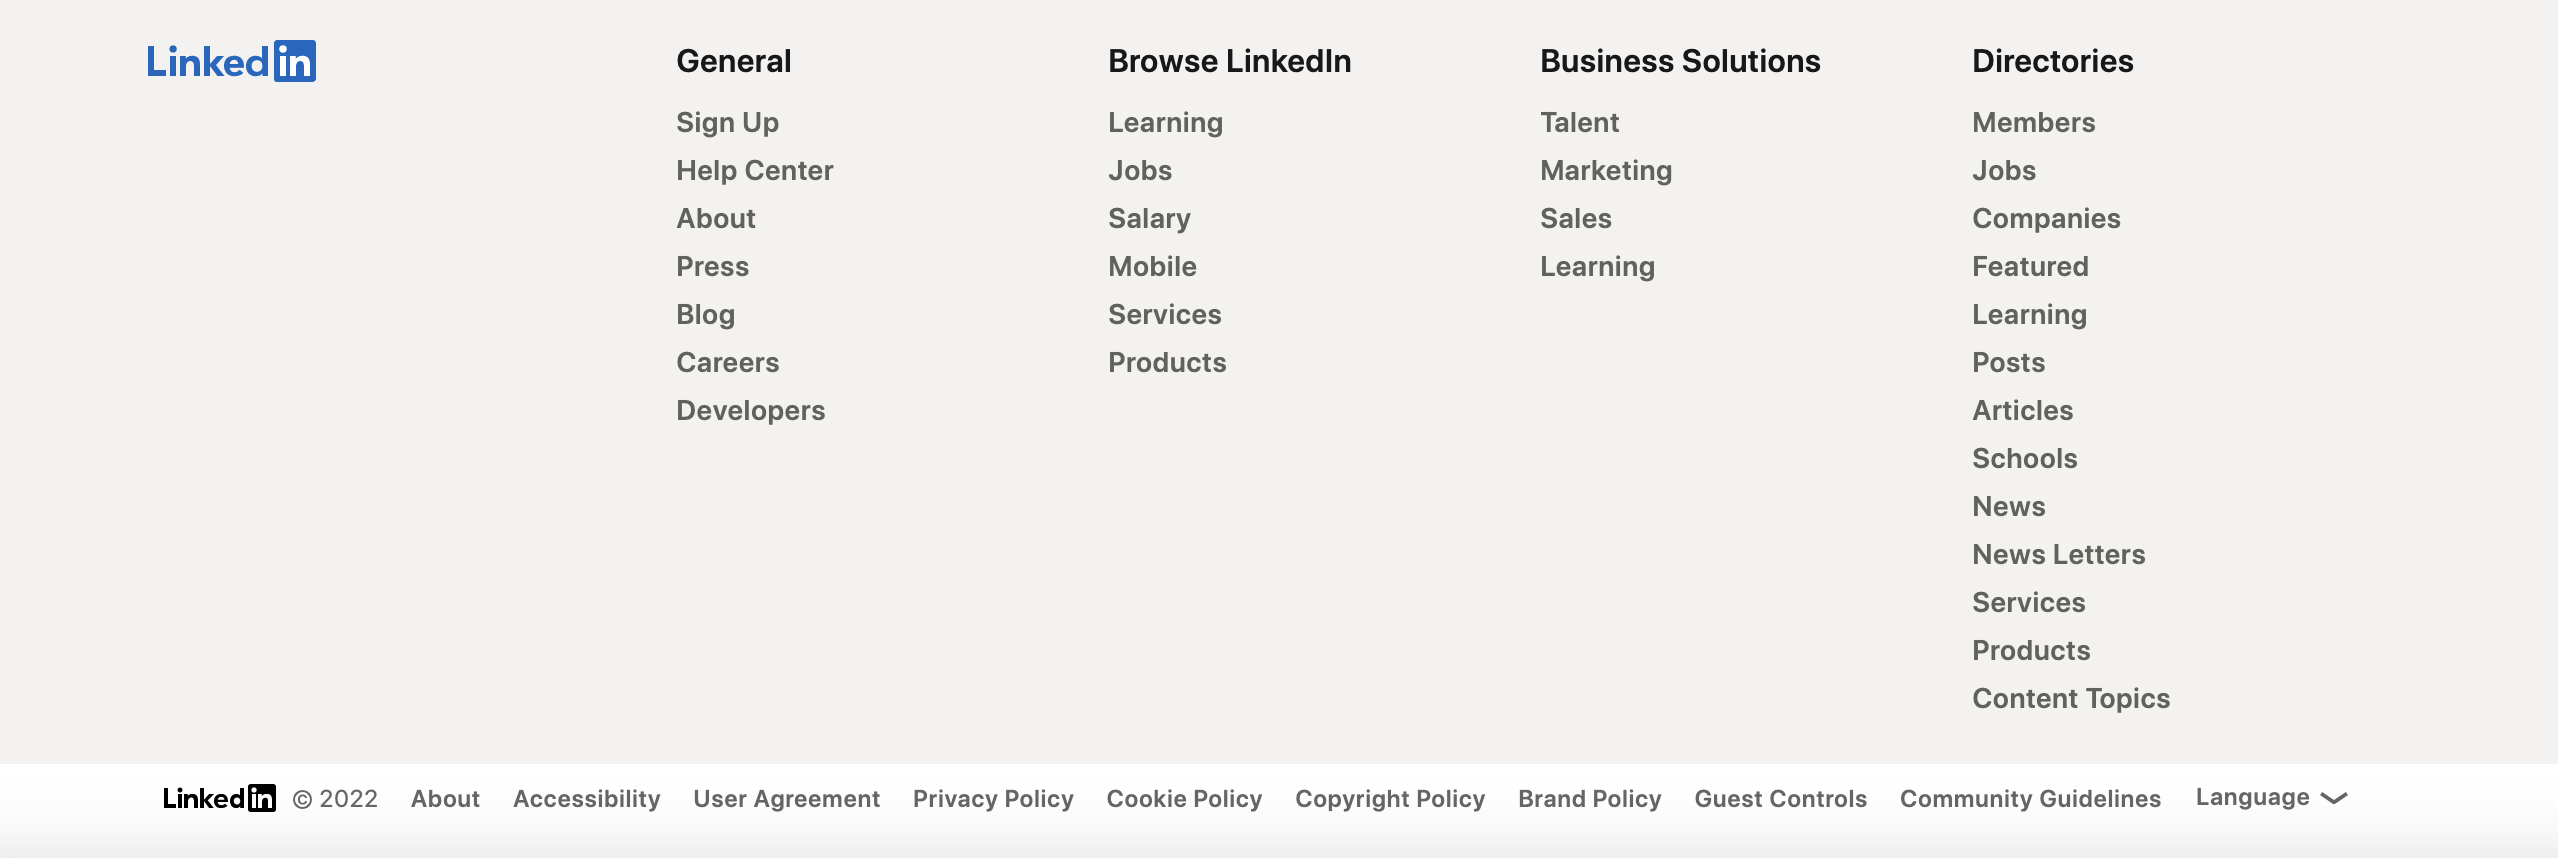 LinkedIn
General
Sign Up
Help Center
About
Press
Blog
Careers
Developers
Browse LinkedIn
Learning
Jobs
Salary
Mobile
Services
Products
Business Solutions
Talent
Marketing
Sales
Learning
Directories
Members
Jobs
Companies
Featured
Learning
Posts
Articles
Schools
News
News Letters
Services
Products
Content Topics
LinkedIn © 2022 About Accessibility User Agreement Privacy Policy Cookie Policy Copyright Policy Brand Policy Guest Controls Community Guidelines Language